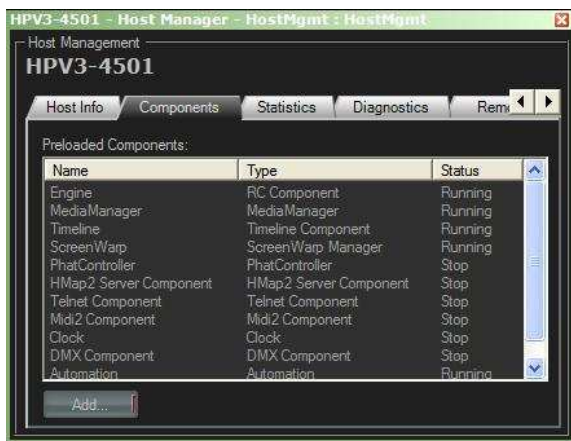 HPV3-4501 - Host Manager - HostMgmt : HostMgmt
Host Management
HPV3-4501
Host Info Components Statistics Diagnostics
Preloaded Components:
Name Type Status
Engine RC Component Running
MediaManager MediaManager Running
Timeline Timeline Component Running
ScreenWarp ScreenWarp Manager Running
PhatController PhatController Stop
HMap2 Server Component HMap2 Server Component Stop
Telnet Component Telnet Component Stop
Midi2 Component Midi2 Component Stop
Clock Clock Stop
DMX Component DMX Component Stop
Automation Automation Running
Add...